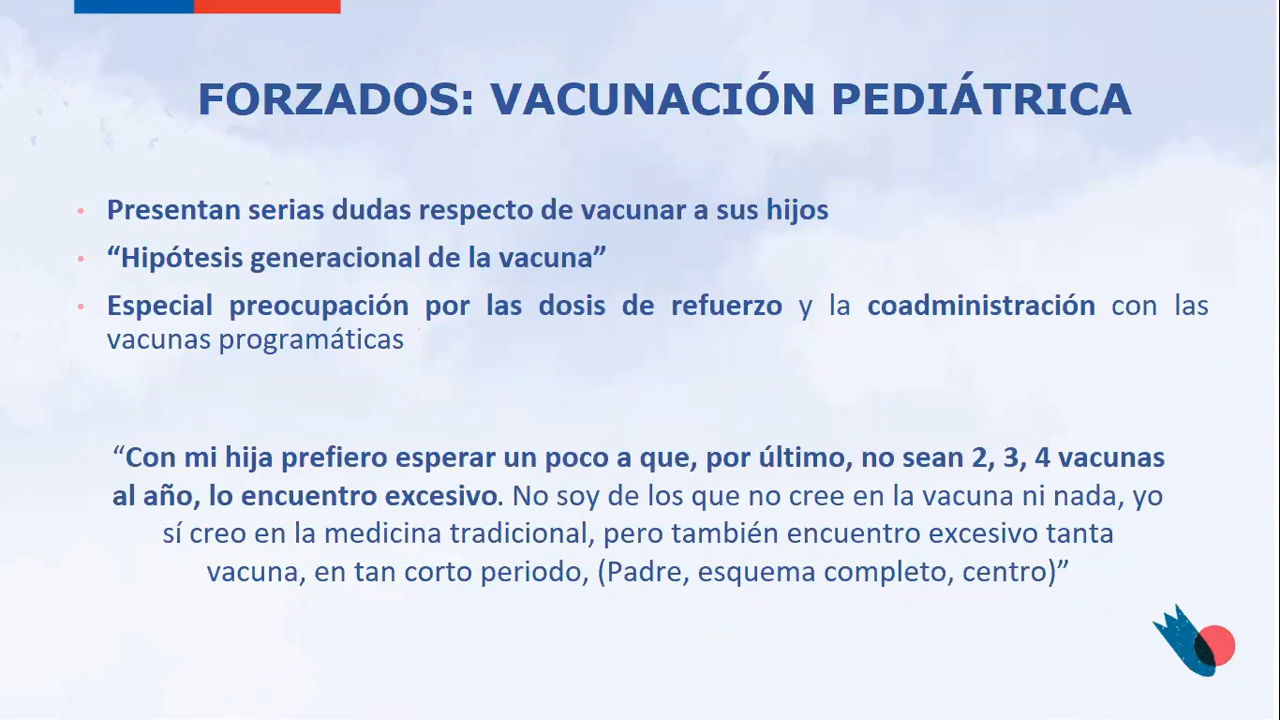 FORZADOS: VACUNACIÓN PEDIÁTRICA
• Presentan serias dudas respecto de vacunar a sus hijos
• “Hipótesis generacional de la vacuna”
• Especial preocupación por las dosis de refuerzo y la coadministración con las
vacunas programáticas
“Con mi hija prefiero esperar un poco a que, por último, no sean 2, 3, 4 vacunas
al año, lo encuentro excesivo. No soy de los que no cree en la vacuna ni nada, yo
sí creo en la medicina tradicional, pero también encuentro excesivo tanta
vacuna, en tan corto periodo, (Padre, esquema completo, centro)”